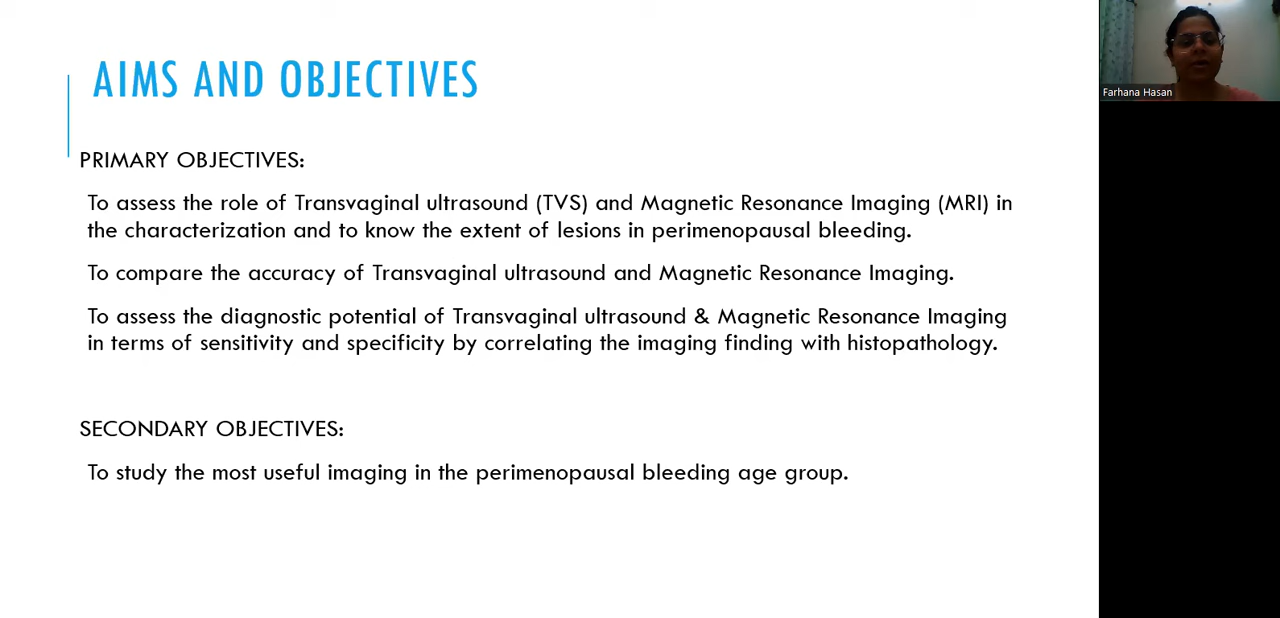 AIMS AND OBJECTIVES
Farhana Hasan
PRIMARY OBJECTIVES:
To assess the role of Transvaginal ultrasound (TVS) and Magnetic Resonance Imaging (MRI) in
the characterization and to know the extent of lesions in perimenopausal bleeding.
To compare the accuracy of Transvaginal ultrasound and Magnetic Resonance Imaging.
To assess the diagnostic potential of Transvaginal ultrasound & Magnetic Resonance Imaging
in terms of sensitivity and specificity by correlating the imaging finding with histopathology.
SECONDARY OBJECTIVES:
To study the most useful imaging in the perimenopausal bleeding age group.